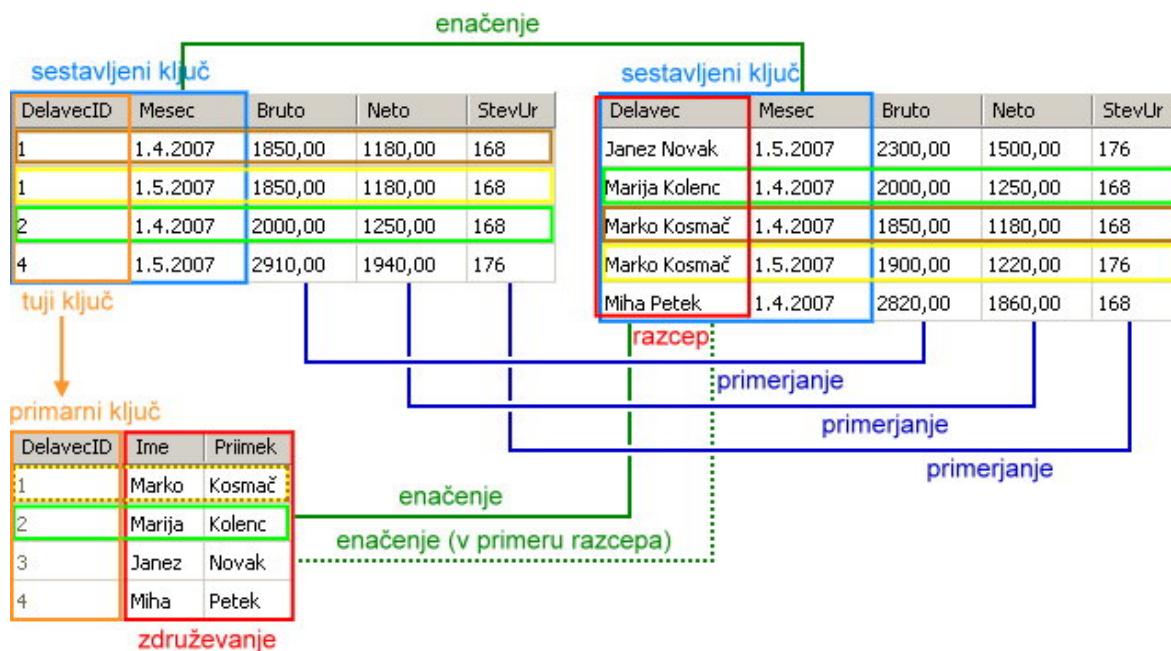 enačenje
sestavljeni ključ
DelavecID Mesec Bruto Neto StevUr
1 1.4.2007 1850,00 1180,00 168
1 1.5.2007 1850,00 1180,00 168
2 1.4.2007 2000,00 1250,00 168
4 1.5.2007 2910,00 1940,00 176
tuji ključ
sestavljeni ključ
Delavec Mesec Bruto Neto StevUr
Janez Novak 1.5.2007 2300,00 1500,00 176
Marija Kolenc 1.4.2007 2000,00 1250,00 168
Marko Kosmač 1.4.2007 1850,00 1180,00 168
Marko Kosmač 1.5.2007 1900,00 1220,00 176
Miha Petek 1.4.2007 2820,00 1860,00 168
razcep
primerjanje
primerjanje
primerjanje
primarni ključ
DelavecID Ime Priimek
1 Marko Kosmač
2 Marija Kolenc
3 Janez Novak
4 Miha Petek
združevanje
enačenje
enačenje (v primeru razcepa)